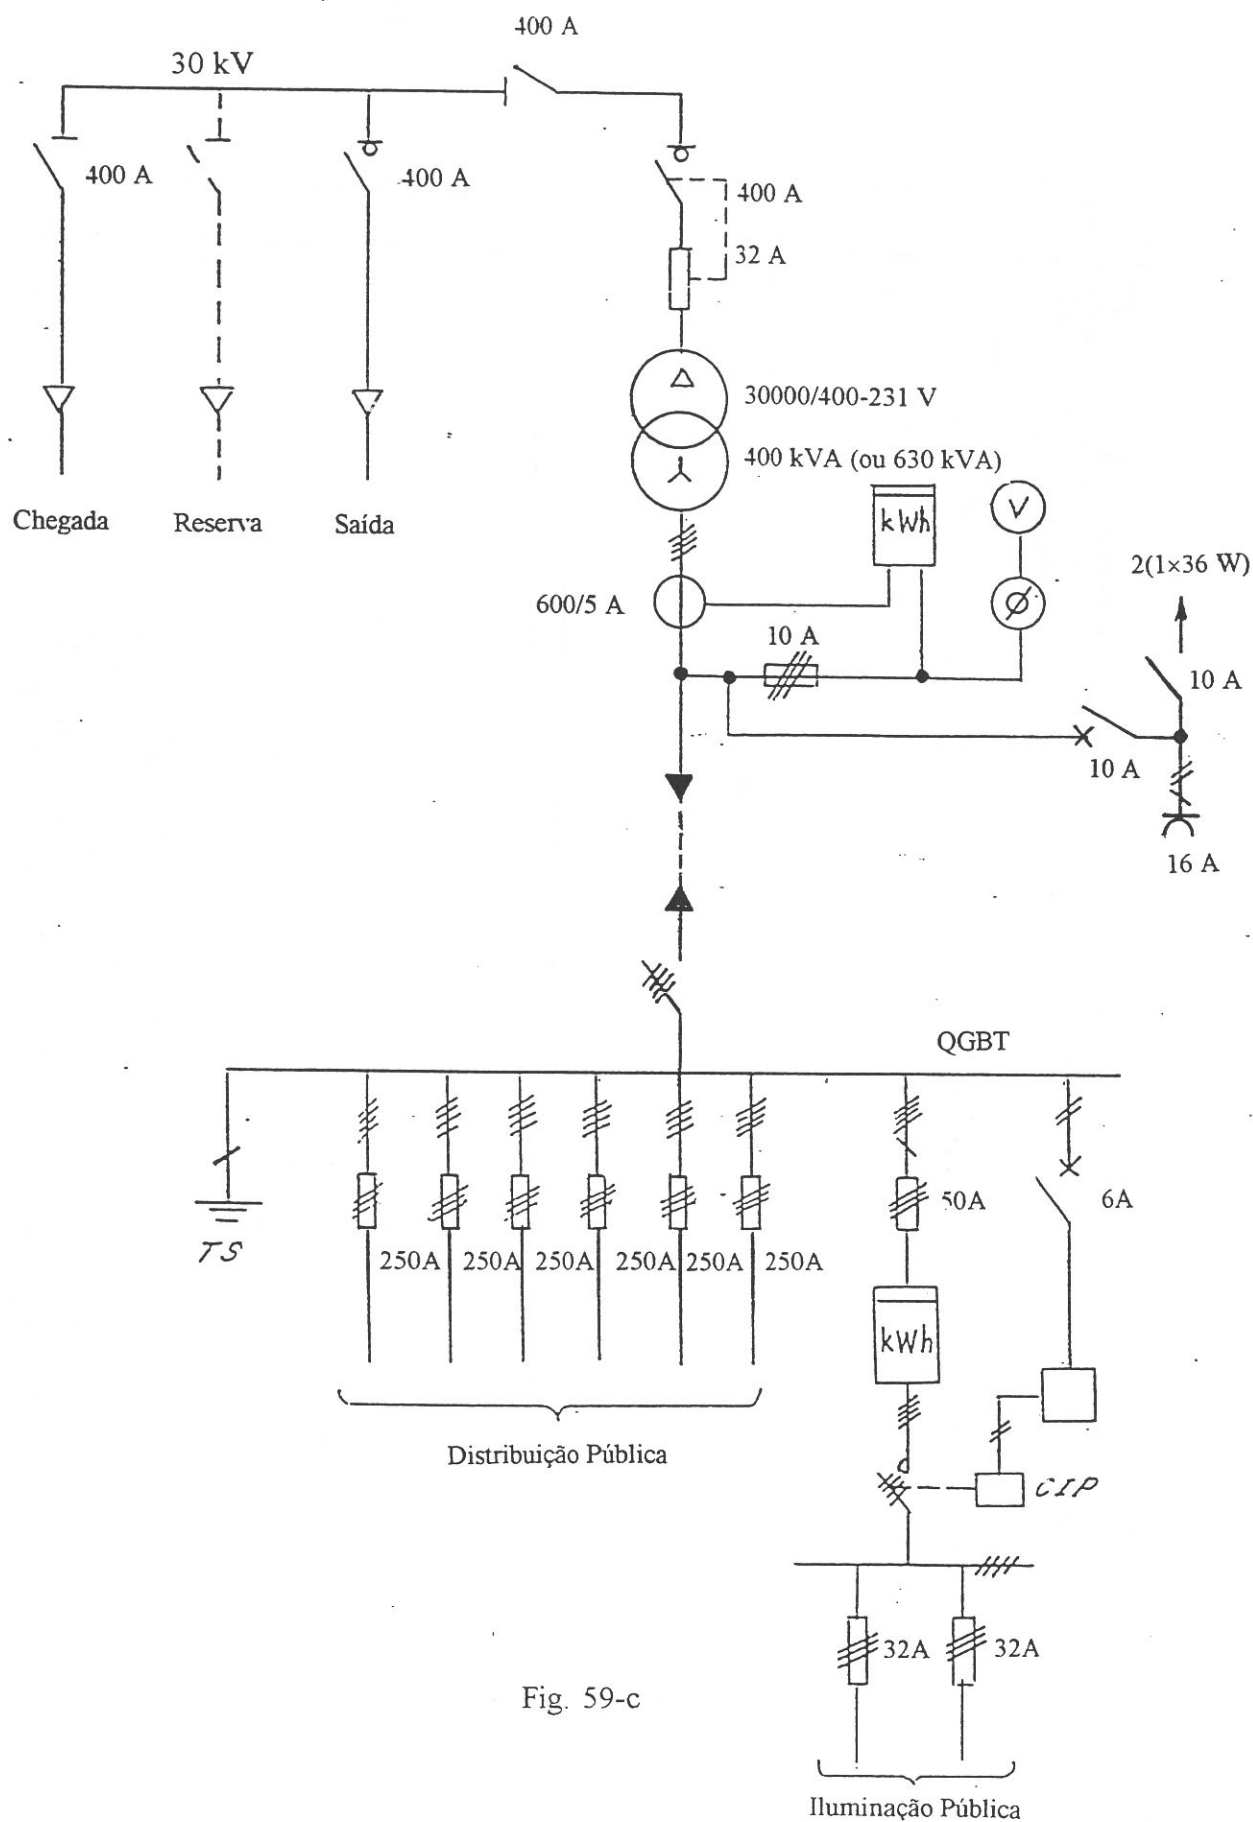 400 A
30 kV
400 A
400 A
400 A
32 A
30000/400-231 V
400 kVA (ou 630 kVA)
Chegada
Reserva
Saída
kWh
V
2(1×36 W)
600/5 A
10 A
10 A
10 A
16 A
QGBT
TS
50A
6A
250A
250A
250A
250A
250A
250A
kWh
Distribuição Pública
CIP
32A
32A
Fig. 59-c
Iluminação Pública